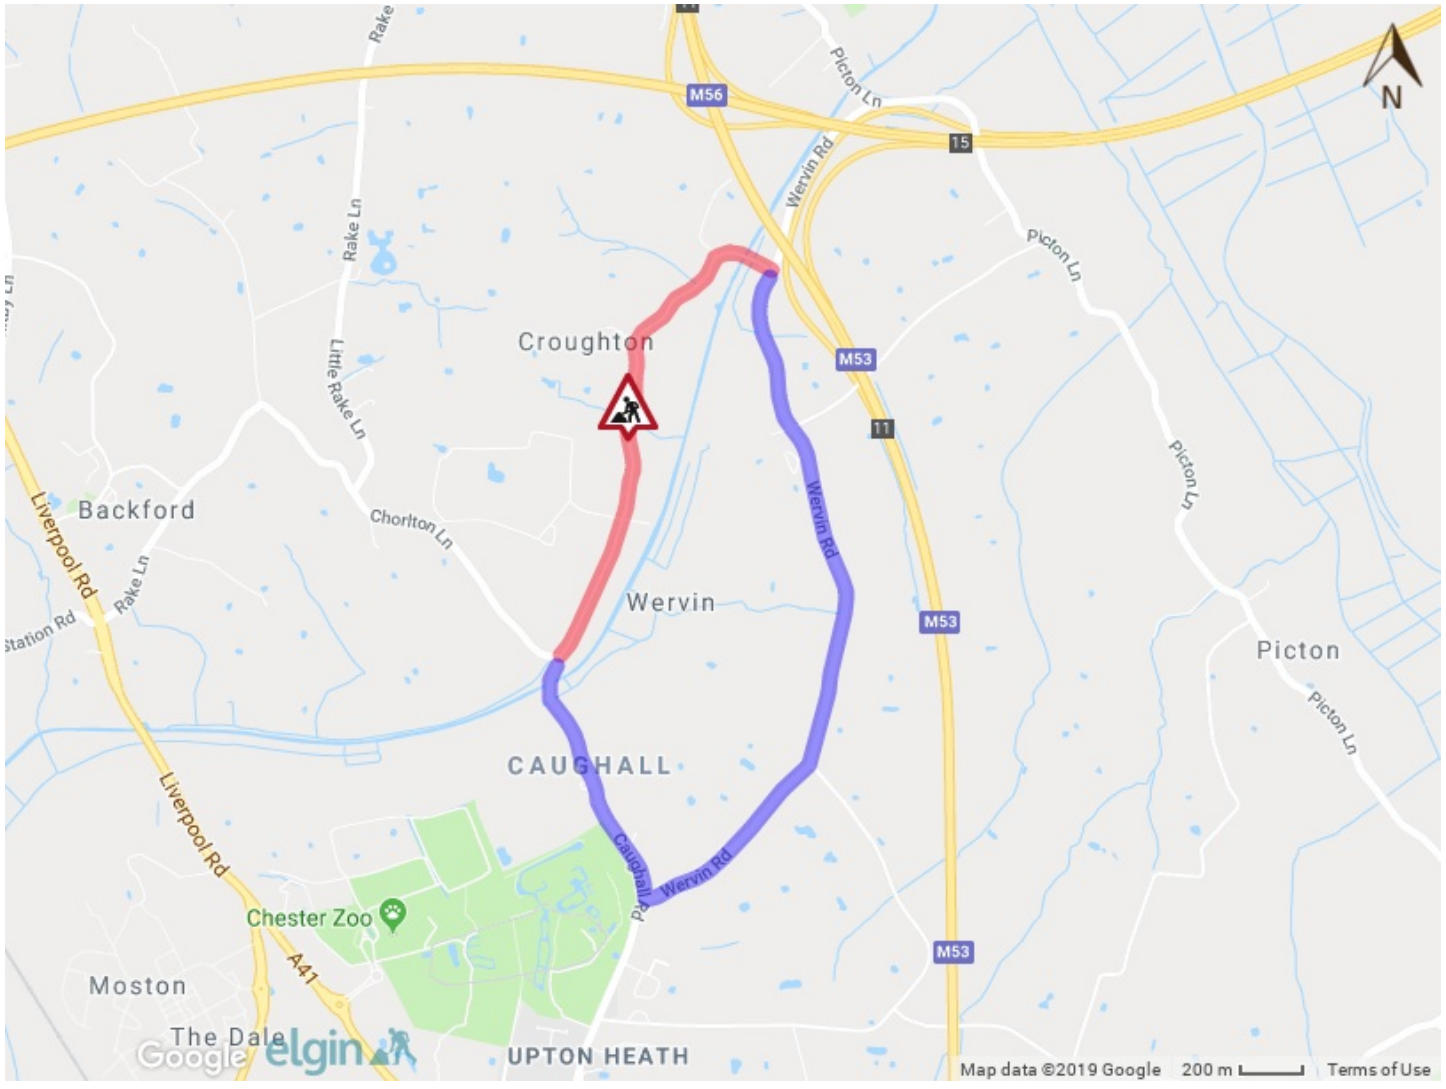 11
Rake
Picton Ln
M56
N
15
Wervin Rd
Rake Ln
Picton Ln
Croughton
Little Rake Ln
M53
11
Picton Ln
Liverpool Rd
Backford
Chorlton Ln
Wervin Rd
Rake Ln
Station Rd
Wervin
M53
Picton
Picton Ln
CAUGHALL
Liverpool Rd
Caughall Rd
Wervin Rd
Chester Zoo
M53
A41
Moston
The Dale
Google
elgin
UPTON HEATH
Map data ©2019 Google
200 m
Terms of Use